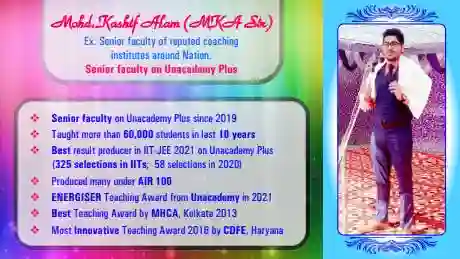 Mohd. Kashif Alam (MKA Sir)
Ex. Senior faculty of reputed coaching
institutes around Nation.
Senior faculty on Unacademy Plus
❖ Senior faculty on Unacademy Plus since 2019
❖ Taught more than 60,000 students in last 10 years
❖ Best result producer in IIT-JEE 2021 on Unacademy Plus
(325 selections in IITs, 58 selections in 2020)
❖ Produced many under AIR 100
❖ ENERGISER Teaching Award from Unacademy in 2021
❖ Best Teaching Award by MHCA, Kolkata 2013
❖ Most Innovative Teaching Award 2016 by CDFE, Haryana